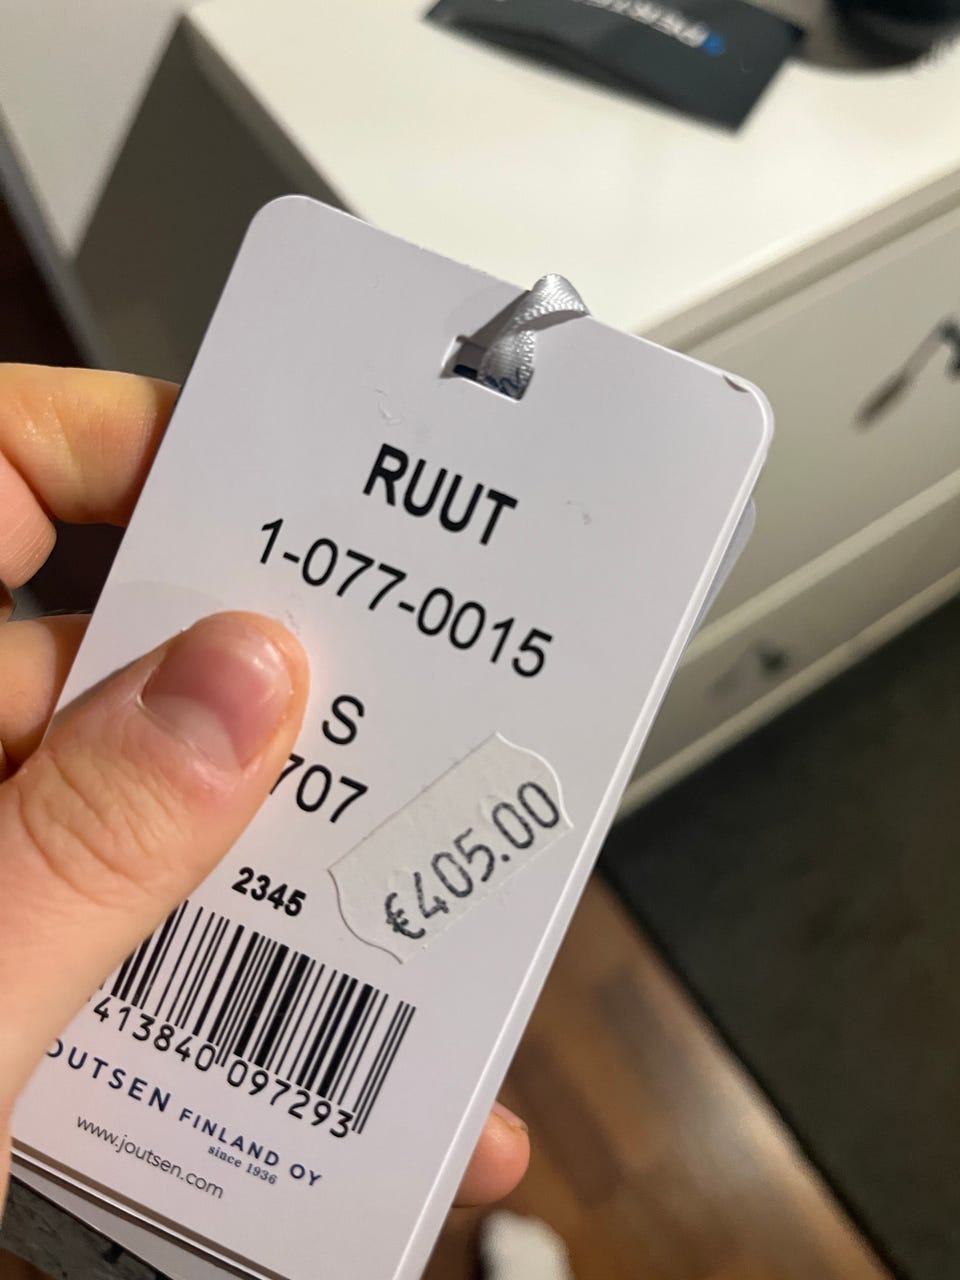 RUUT
1-077-0015
S
707
€405.00
2345
413840 097293
OUTSEN FINLAND OY
since 1936
www.joutsen.com